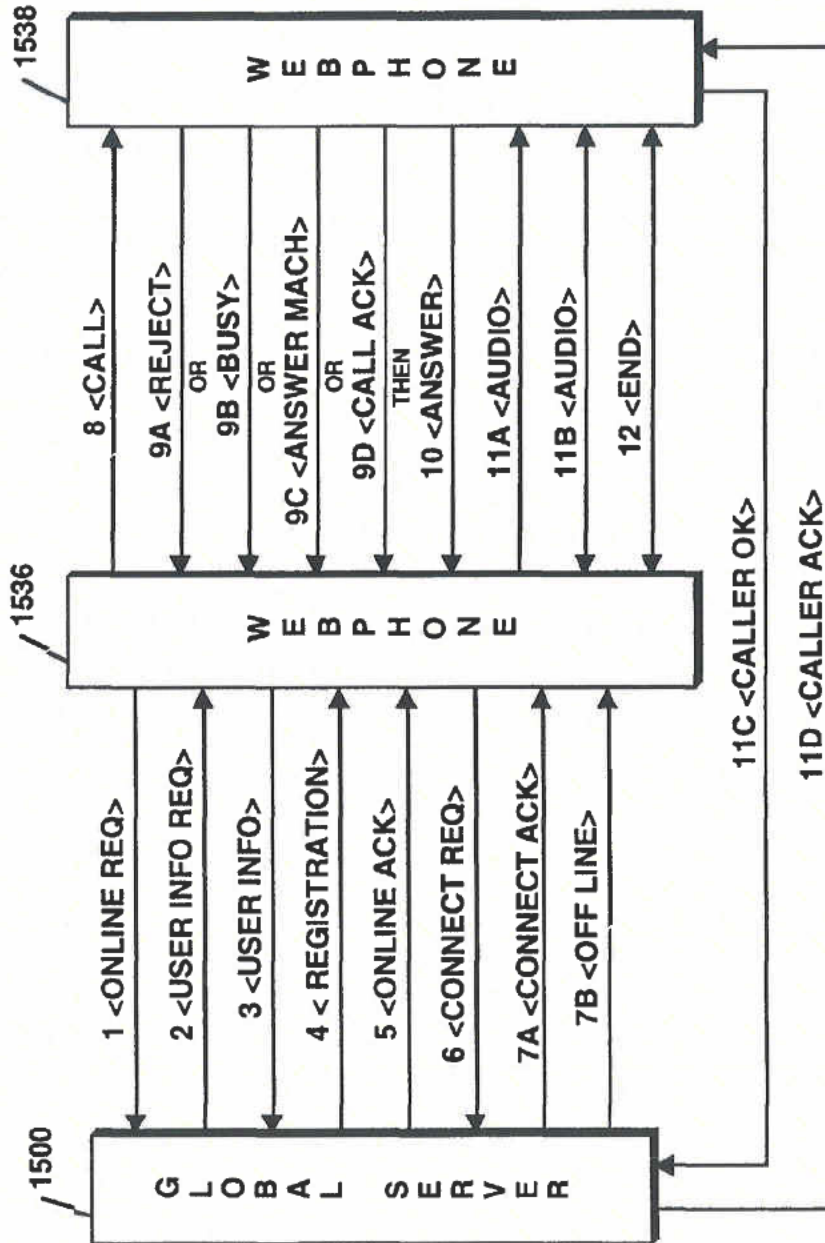 1500
GLOBAL SERVER
1536
WEBPHONE
1538
WEBPHONE
1 <ONLINE REQ>
2 <USER INFO REQ>
3 <USER INFO>
4 < REGISTRATION>
5 <ONLINE ACK>
6 <CONNECT REQ>
7A <CONNECT ACK>
7B <OFF LINE>
8 <CALL>
9A <REJECT>
OR
9B <BUSY>
OR
9C <ANSWER MACH>
OR
9D <CALL ACK>
THEN
10 <ANSWER>
11A <AUDIO>
11B <AUDIO>
12 <END>
11C <CALLER OK>
11D <CALLER ACK>